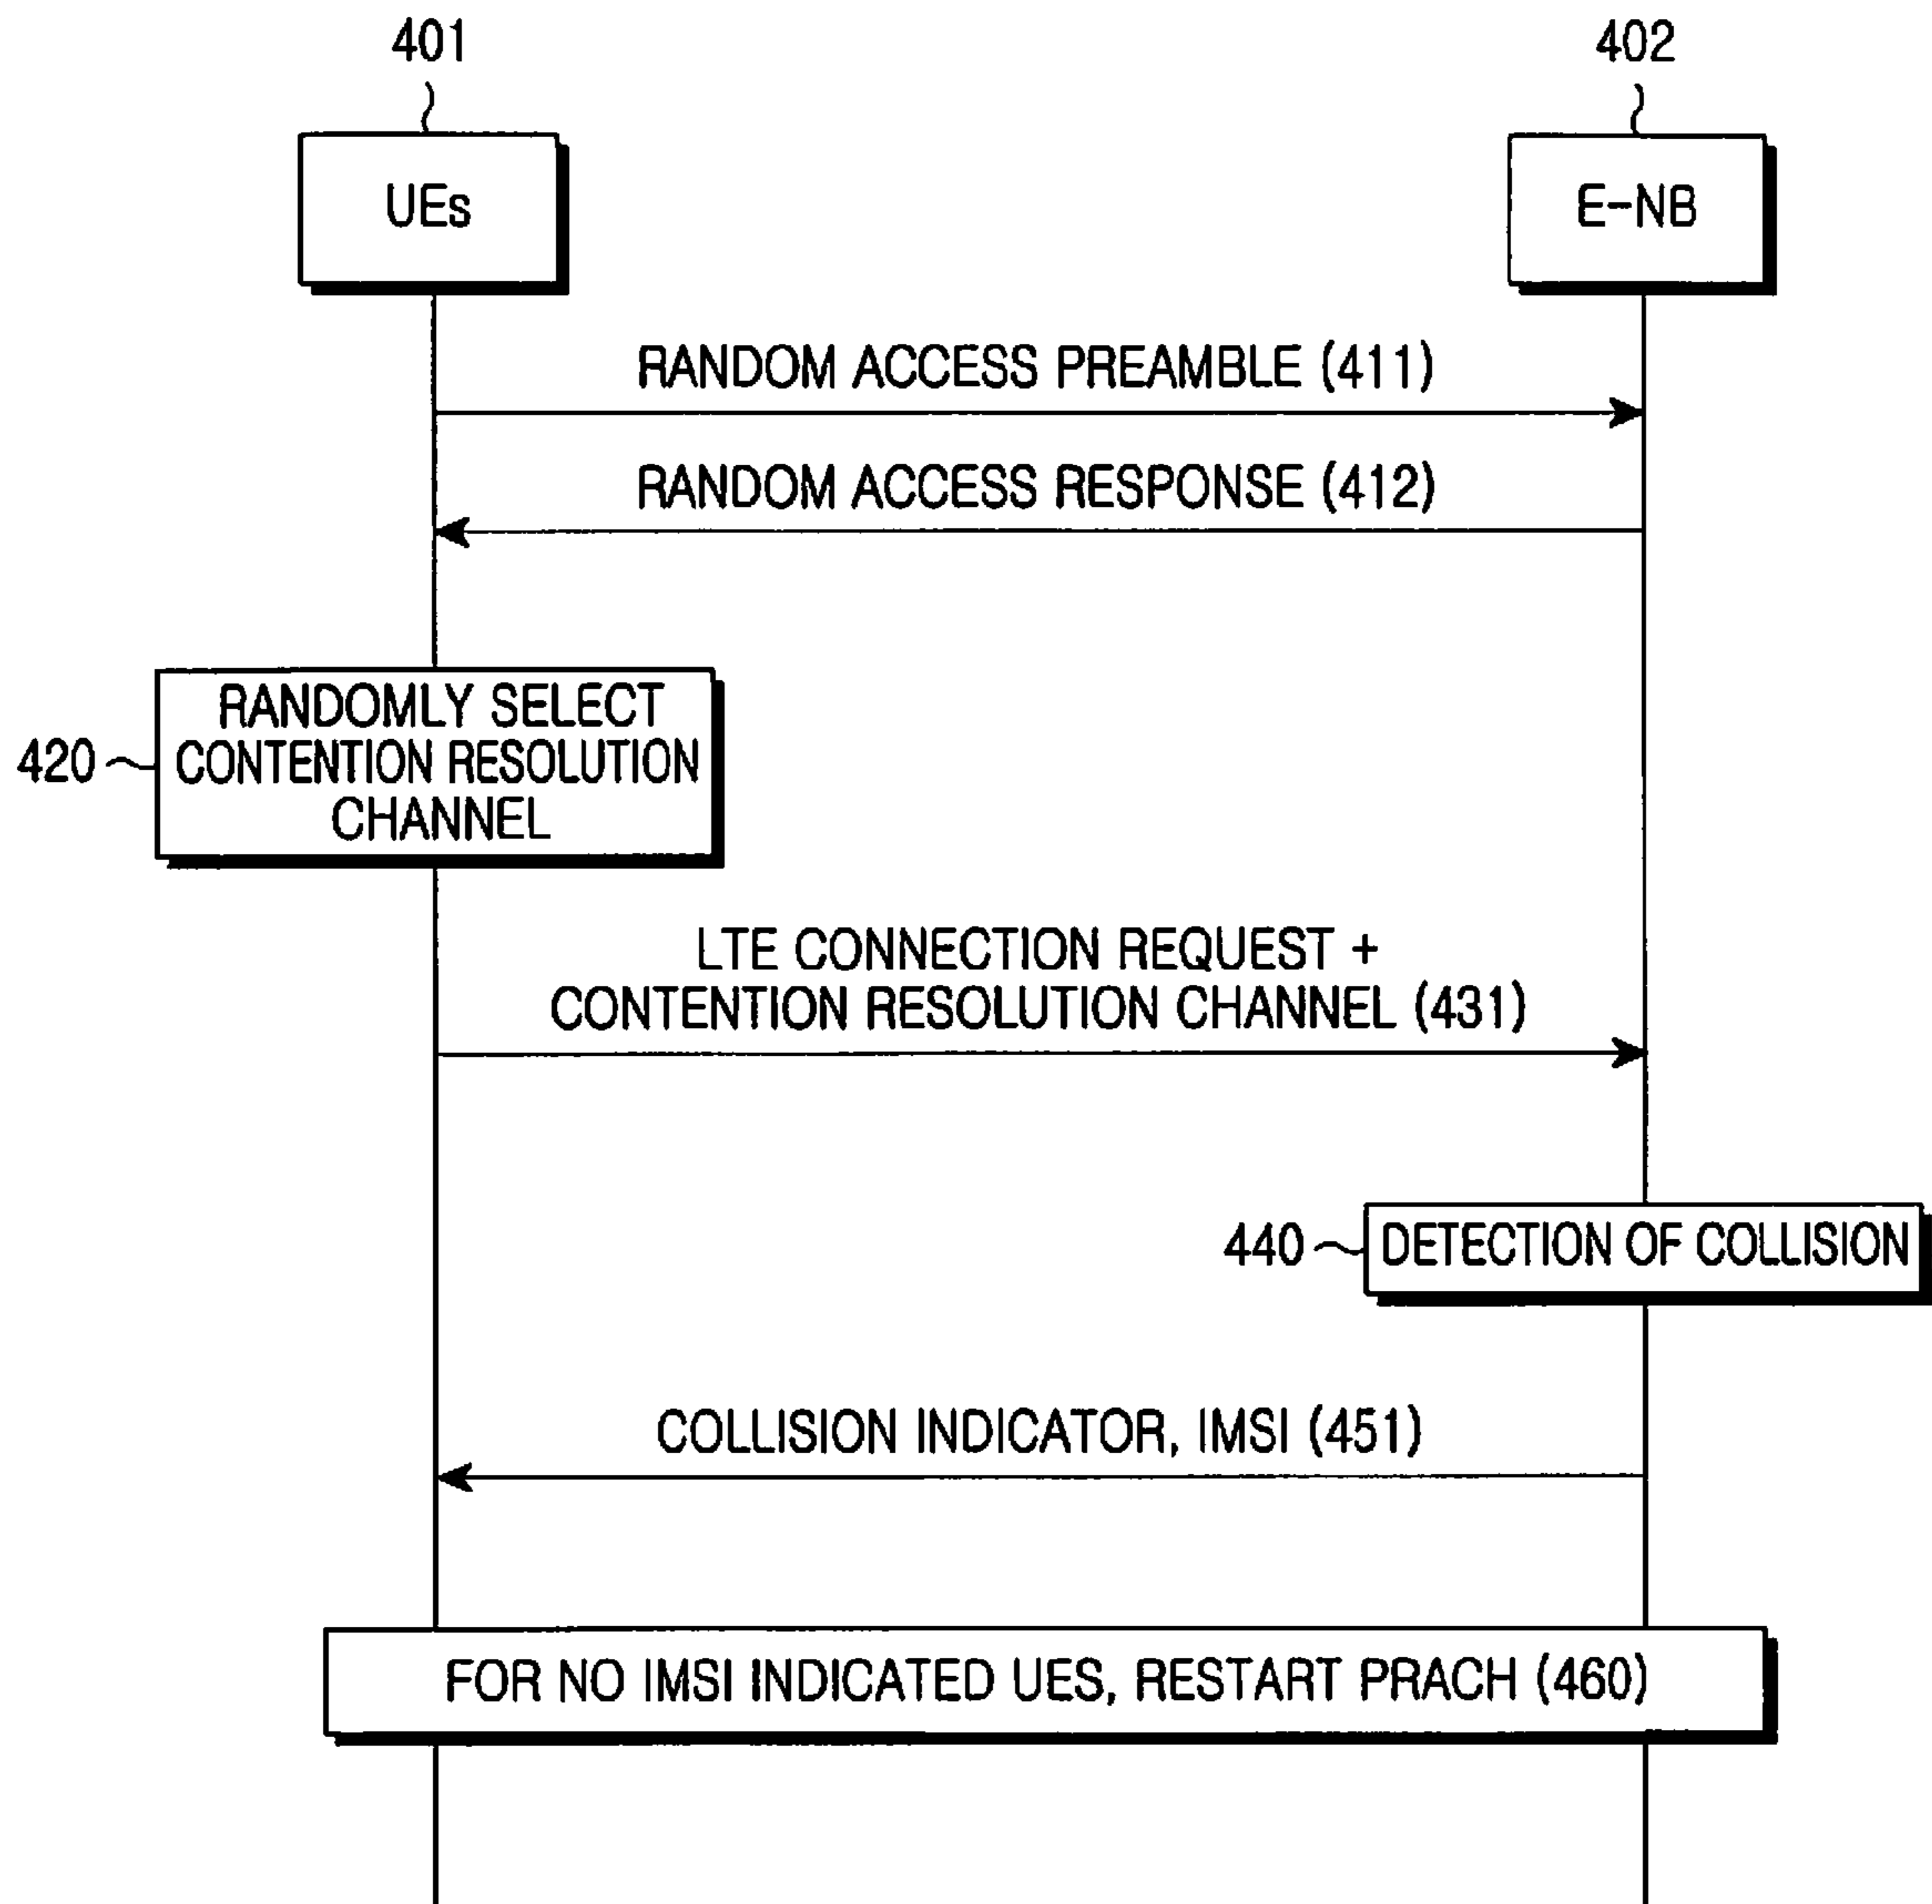 401
402
UEs
E-NB
RANDOM ACCESS PREAMBLE (411)
RANDOM ACCESS RESPONSE (412)
420
RANDOMLY SELECT
CONTENTION RESOLUTION
CHANNEL
LTE CONNECTION REQUEST +
CONTENTION RESOLUTION CHANNEL (431)
440
DETECTION OF COLLISION
COLLISION INDICATOR, IMSI (451)
FOR NO IMSI INDICATED UES, RESTART PRACH (460)